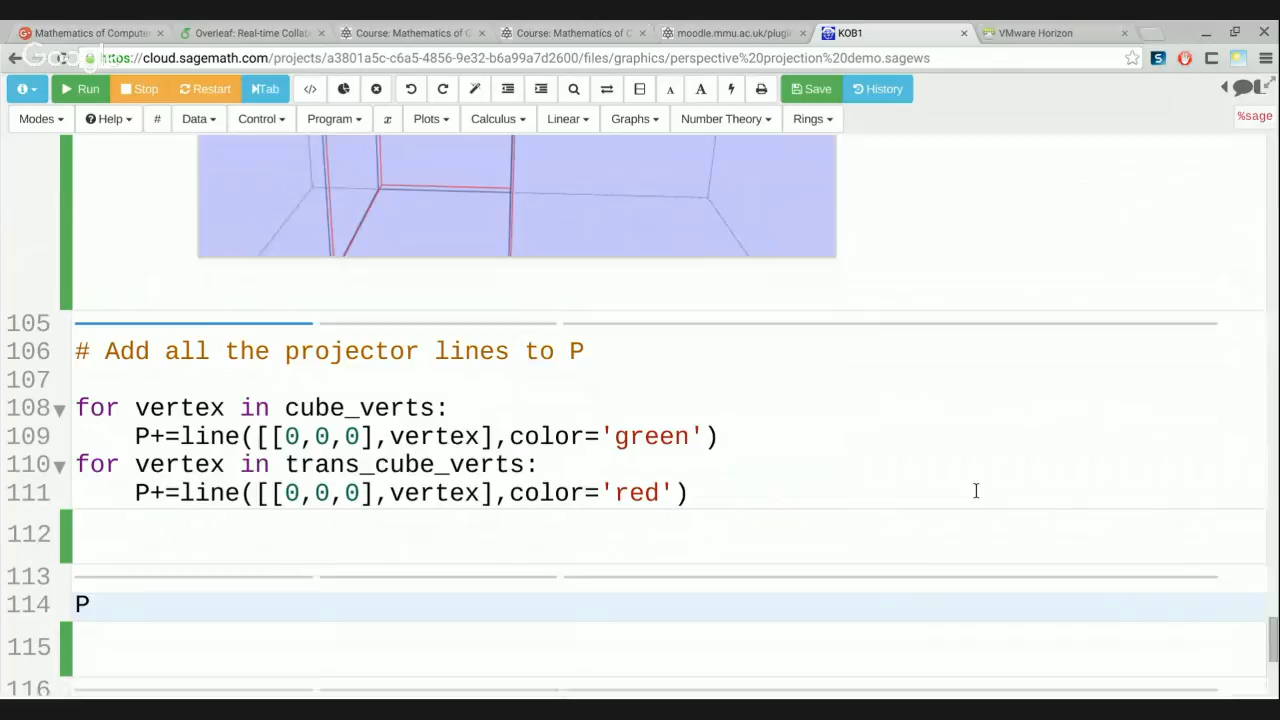 Mathematics of Computer
Overleaf: Real-time Collab
Course: Mathematics of C
Course: Mathematics of C
moodle.mmu.ac.uk/plugi
KOB1
VMware Horizon
https://cloud.sagemath.com/projects/a3801a5c-c6a5-4856-9e32-b6a99a7d2600/files/graphics/perspective%20projection%20demo.sagews
Run
Stop
Restart
Tab
Save
History
Modes
Help
#
Data
Control
Program
x
Plots
Calculus
Linear
Graphs
Number Theory
Rings
%sage
105
106 # Add all the projector lines to P
107
108 for vertex in cube_verts:
109 P+=line([[0,0,0],vertex],color='green')
110 for vertex in trans_cube_verts:
111 P+=line([[0,0,0],vertex],color='red')
112
113
114 P
115
116